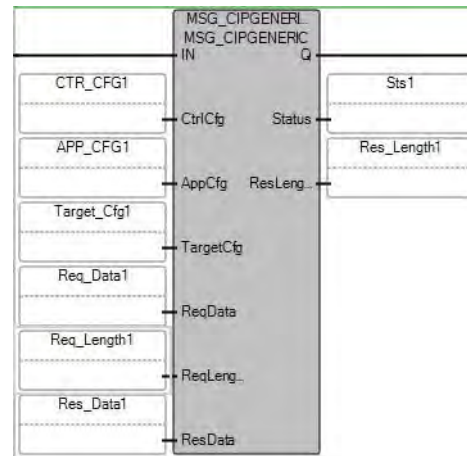 MSG_CIPGENERI...
MSG_CIPGENERIC
IN Q
CTR_CFG1 Sts1
CtrlCfg Status
APP_CFG1 Res_Length1
AppCfg ResLeng...
Target_Cfg1
TargetCfg
Req_Data1
ReqData
Req_Length1
ReqLeng...
Res_Data1
ResData